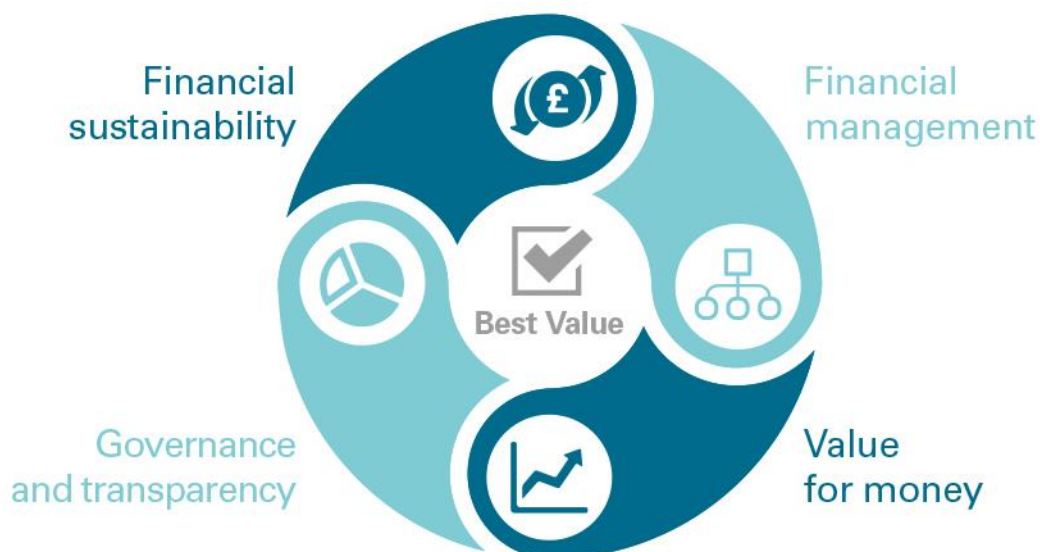 Financial
sustainability
£
Financial
management
Best Value
Governance
and transparency
Value
for money